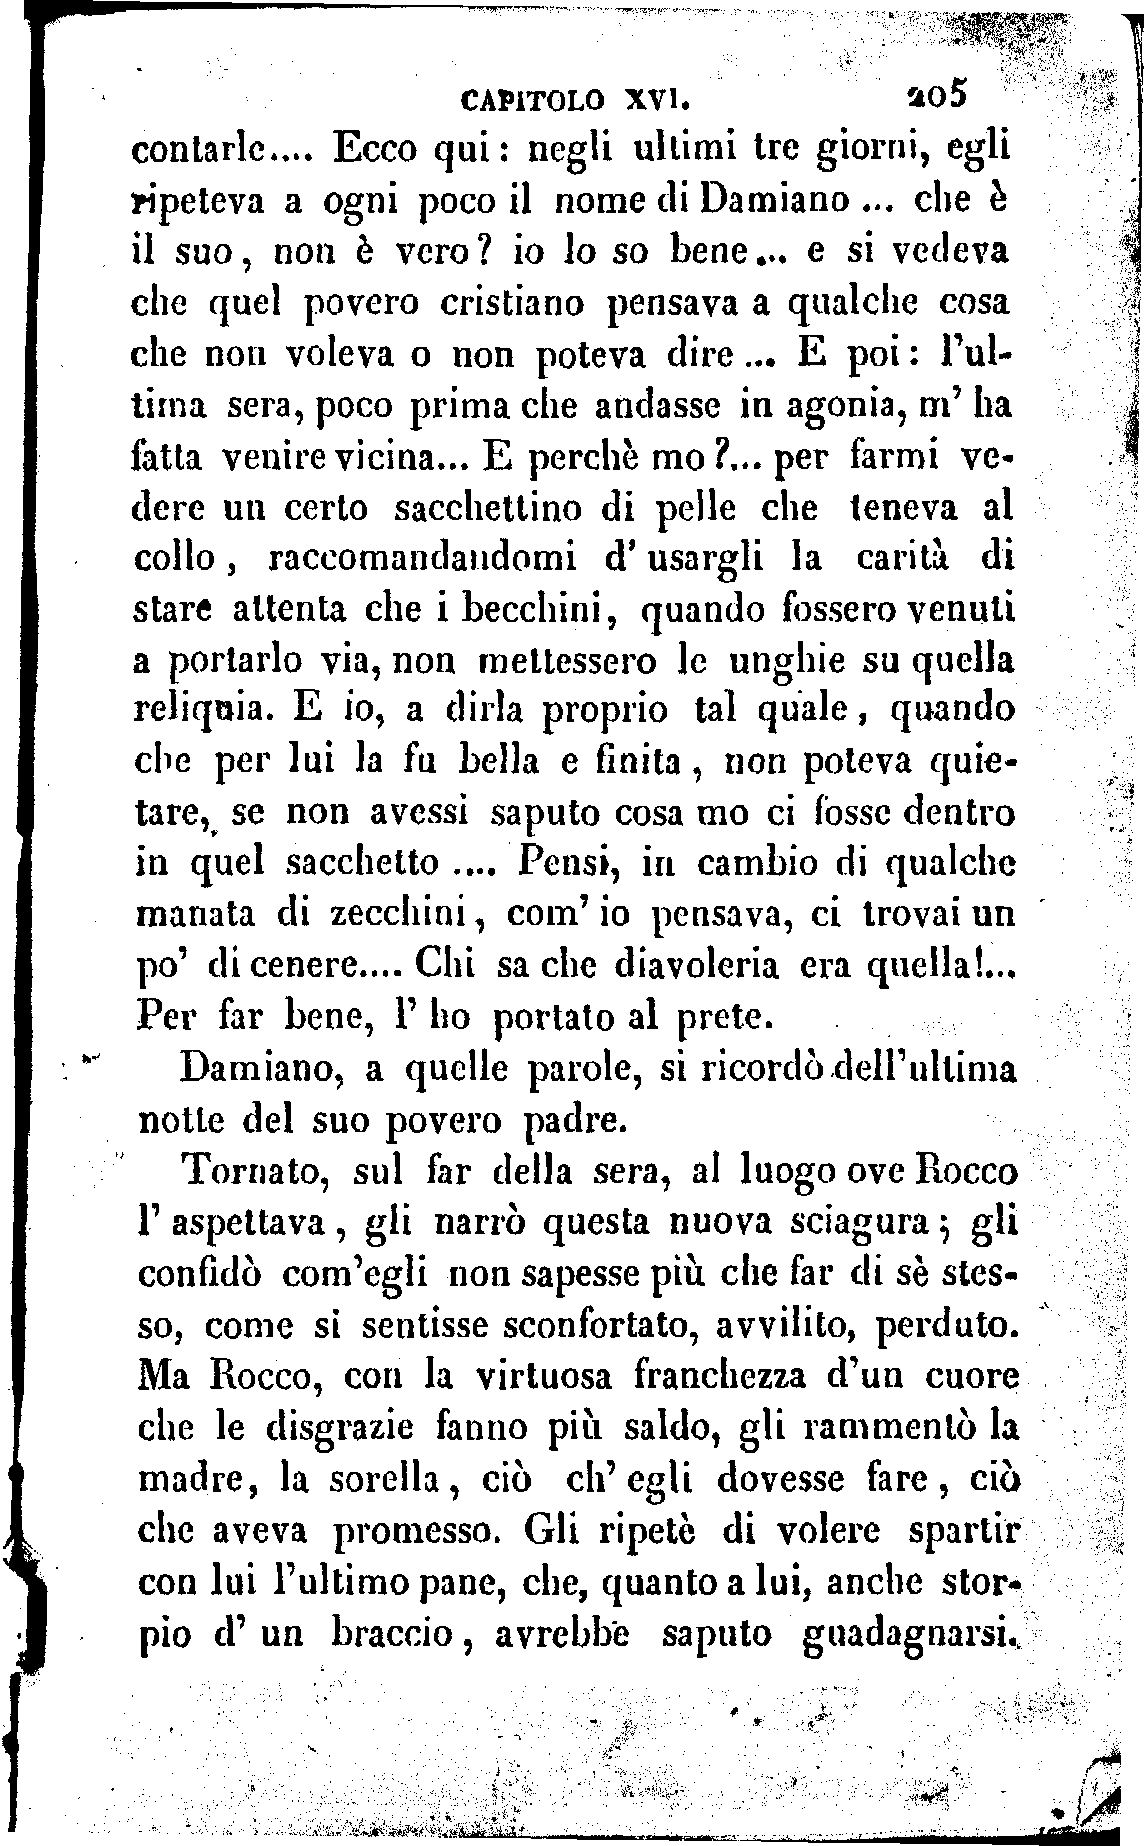 CAPITOLO XVI. 205
contarle.... Ecco qui: negli ultimi tre giorni, egli
ripeteva a ogni poco il nome di Damiano ... che è
il suo, non è vero? io lo so bene... e si vedeva
che quel povero cristiano pensava a qualche cosa
che non voleva o non poteva dire ... E poi: l'ul-
tima sera, poco prima che andasse in agonia, m' ha
fatta venire vicina... E perchè mo?... per farmi ve-
dere un certo sacchettino di pelle che teneva al
collo, raccomandandomi d' usargli la carità di
stare attenta che i becchini, quando fossero venuti
a portarlo via, non mettessero le unghie su quella
reliquia. E io, a dirla proprio tal quale, quando
che per lui la fu bella e finita, non poteva quie-
tare, se non avessi saputo cosa mo ci fosse dentro
in quel sacchetto .... Pensi, in cambio di qualche
manata di zecchini, com' io pensava, ci trovai un
po' di cenere.... Chi sa che diavoleria era quella!...
Per far bene, l' ho portato al prete.
Damiano, a quelle parole, si ricordò dell'ultima
notte del suo povero padre.
Tornato, sul far della sera, al luogo ove Rocco
l' aspettava, gli narrò questa nuova sciagura; gli
confidò com'egli non sapesse più che far di sè stes-
so, come si sentisse sconfortato, avvilito, perduto.
Ma Rocco, con la virtuosa franchezza d'un cuore
che le disgrazie fanno più saldo, gli rammentò la
madre, la sorella, ciò ch' egli dovesse fare, ciò
che aveva promesso. Gli ripetè di volere spartir
con lui l'ultimo pane, che, quanto a lui, anche stor-
pio d' un braccio, avrebbe saputo guadagnarsi.